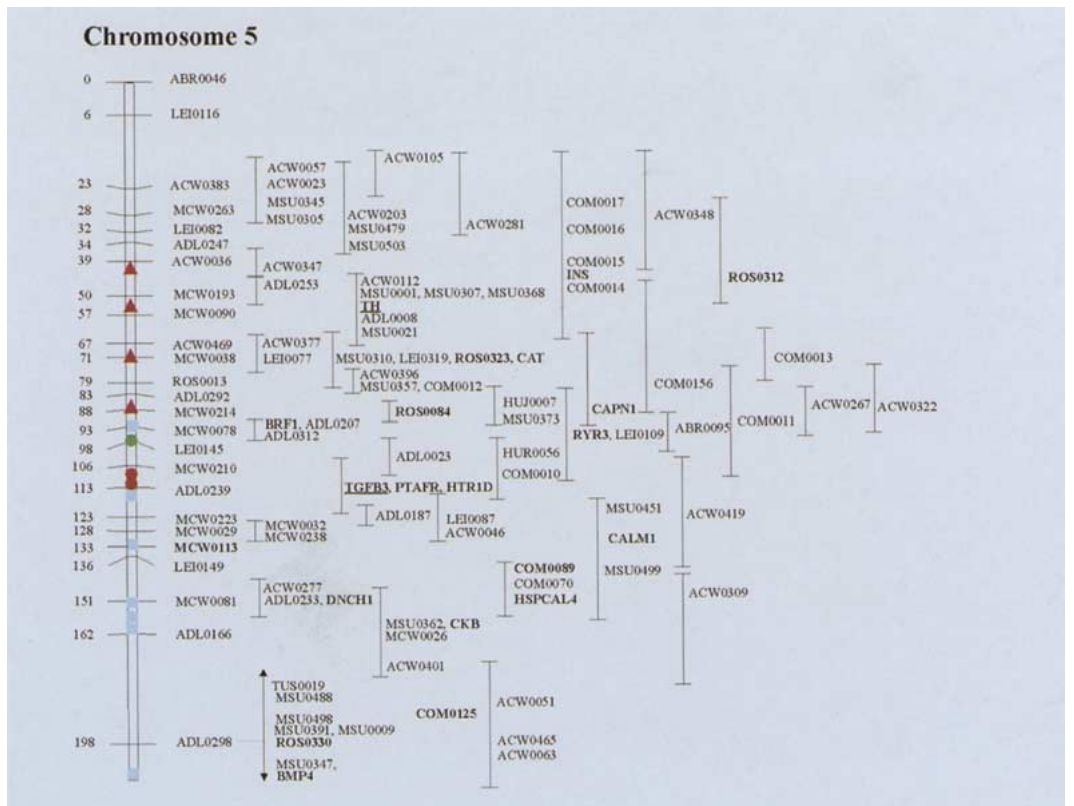 Chromosome 5
0 ABR0046
6 LEI0116
23 ACW0383
28 MCW0263
32 LEI0082
34 ADL0247
39 ACW0036
50 MCW0193
57 MCW0090
67 ACW0469
71 MCW0038
79 ROS0013
83 ADL0292
88 MCW0214
93 MCW0078
98 LEI0145
106 MCW0210
113 ADL0239
123 MCW0223
128 MCW0029
133 MCW0113
136 LEI0149
151 MCW0081
162 ADL0166
198 ADL0298
ACW0057
ACW0023
MSU0345
MSU0305
ACW0347
ADL0253
ACW0377
LEI0077
BRF1, ADL0207
ADL0312
MCW0032
MCW0238
ACW0277
ADL0233, DNCH1
TUS0019
MSU0488
MSU0498
MSU0391, MSU0009
ROS0330
MSU0347,
BMP4
ACW0203
MSU0479
MSU0503
ACW0105
ACW0112
MSU0001, MSU0307, MSU0368
TH
ADL0008
MSU0021
MSU0310, LEI0319, ROS0323, CAT
ACW0396
MSU0357, COM0012
ROS0084
ADL0023
TGFB3, PTAFR, HTR1D
ADL0187
LEI0087
ACW0046
MSU0362, CKB
MCW0026
ACW0401
COM0125
ACW0281
HUJ0007
MSU0373
HUR0056
COM0010
COM0089
COM0070
HSPCAL4
ACW0051
ACW0465
ACW0063
COM0017
COM0016
COM0015
INS
COM0014
CAPN1
RYR3, LEI0109
MSU0451
CALM1
MSU0499
ACW0348
COM0156
ABR0095
ACW0419
ACW0309
ROS0312
COM0011
COM0013
ACW0267
ACW0322